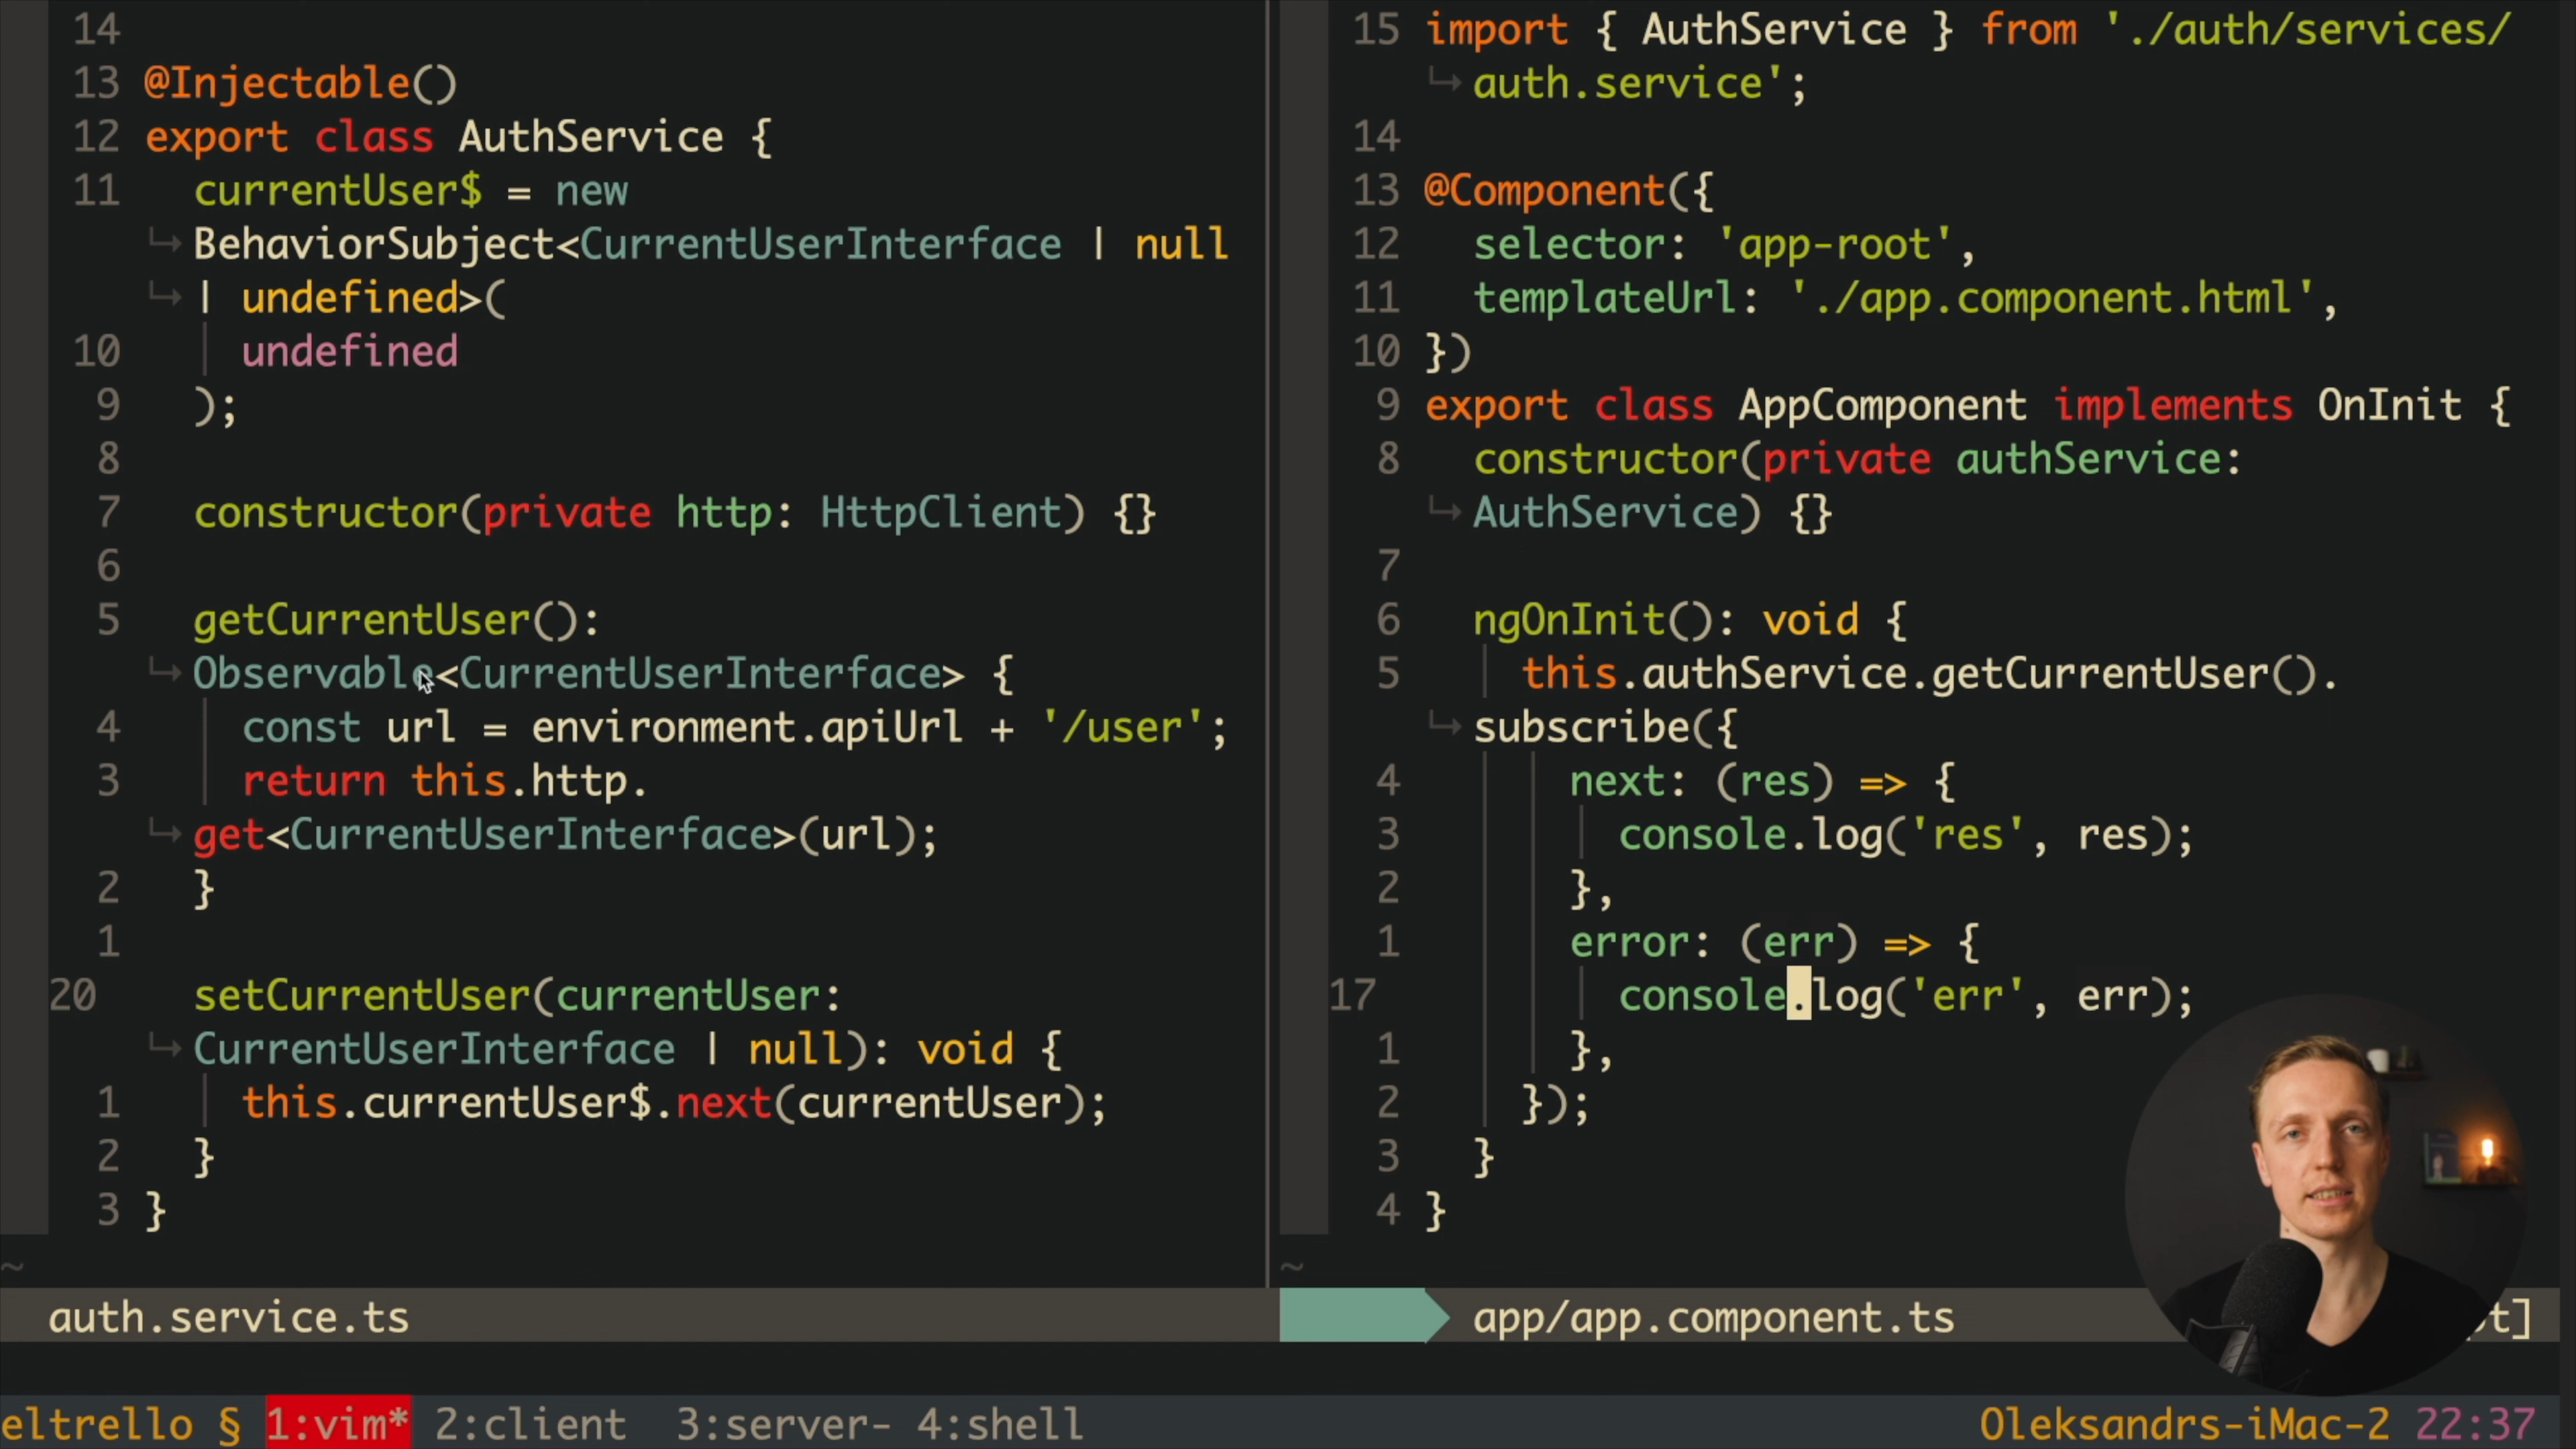 14
13 @Injectable()
12 export class AuthService {
11 currentUser$ = new
↪ BehaviorSubject<CurrentUserInterface | null
↪ | undefined>(
10 undefined
9 );
8
7 constructor(private http: HttpClient) {}
6
5 getCurrentUser():
↪ Observable<CurrentUserInterface> {
4 const url = environment.apiUrl + '/user';
3 return this.http.
↪ get<CurrentUserInterface>(url);
2 }
1
20 setCurrentUser(currentUser:
↪ CurrentUserInterface | null): void {
1 this.currentUser$.next(currentUser);
2 }
3 }
~
auth.service.ts
15 import { AuthService } from './auth/services/
↪ auth.service';
14
13 @Component({
12 selector: 'app-root',
11 templateUrl: './app.component.html',
10 })
9 export class AppComponent implements OnInit {
8 constructor(private authService:
↪ AuthService) {}
7
6 ngOnInit(): void {
5 this.authService.getCurrentUser().
↪ subscribe({
4 next: (res) => {
3 console.log('res', res);
2 },
1 error: (err) => {
17 console.log('err', err);
1 },
2 });
3 }
4 }
~
app/app.component.ts
eltrello § 1:vim* 2:client 3:server- 4:shell
Oleksandrs-iMac-2 22:37